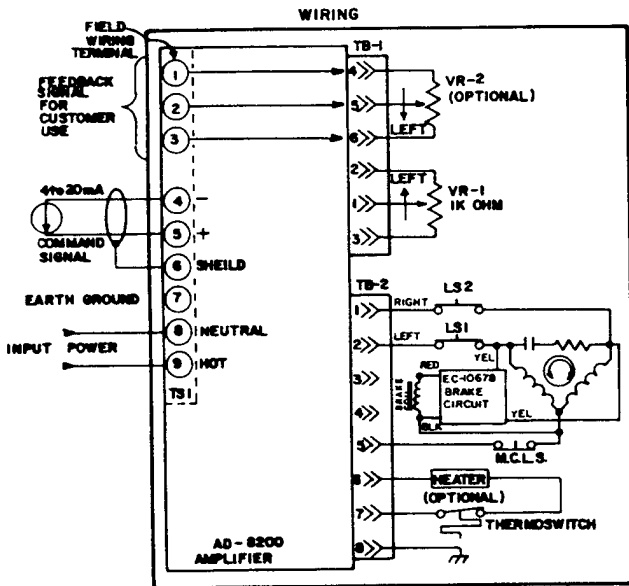 WIRING
FIELD
WIRING
TERMINAL
FEEDBACK
SIGNAL
FOR
CUSTOMER
USE
1
2
3
4to20mA
4 -
5 +
COMMAND
SIGNAL
6 SHEILD
EARTH GROUND
7
8 NEUTRAL
INPUT POWER
9 HOT
TS1
AD-8200
AMPLIFIER
TB-1
4
5
6
2
1
3
VR-2
(OPTIONAL)
LEFT
LEFT
VR-1
1K OHM
TB-2
1 RIGHT LS2
2 LEFT LS1
YEL
3
RED
EC-10678
BRAKE
CIRCUIT
BRAKE
YEL
BLK
4
5
M.C.L.S.
6
HEATER
(OPTIONAL)
7
THERMOSWITCH
8